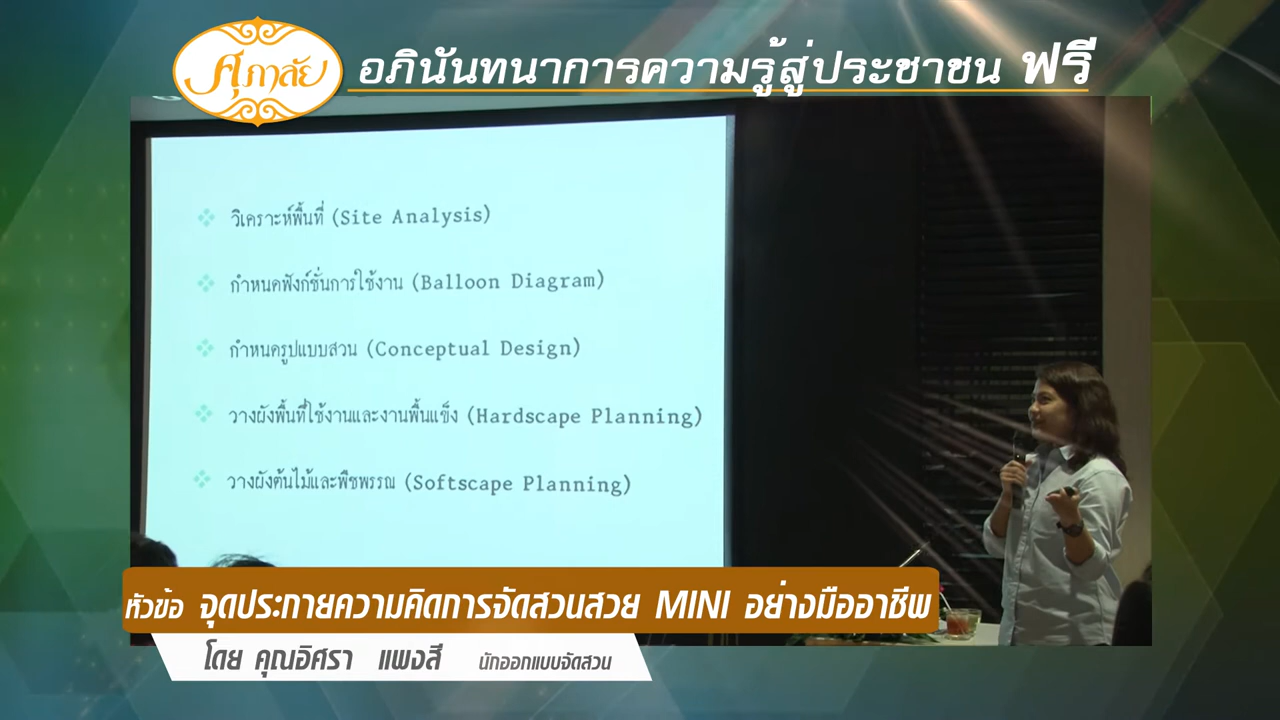 ศุภาลัย
อภินันทนาการความรู้สู่ประชาชน ฟรี
วิเคราะห์พื้นที่ (Site Analysis)
กำหนดฟังก์ชั่นการใช้งาน (Balloon Diagram)
กำหนดรูปแบบสวน (Conceptual Design)
วางผังพื้นที่ใช้งานและงานพื้นแข็ง (Hardscape Planning)
วางผังต้นไม้และพืชพรรณ (Softscape Planning)
หัวข้อ จุดประกายความคิดการจัดสวนสวย MINI อย่างมืออาชีพ
โดย คุณอิศรา แพงสี นักออกแบบจัดสวน